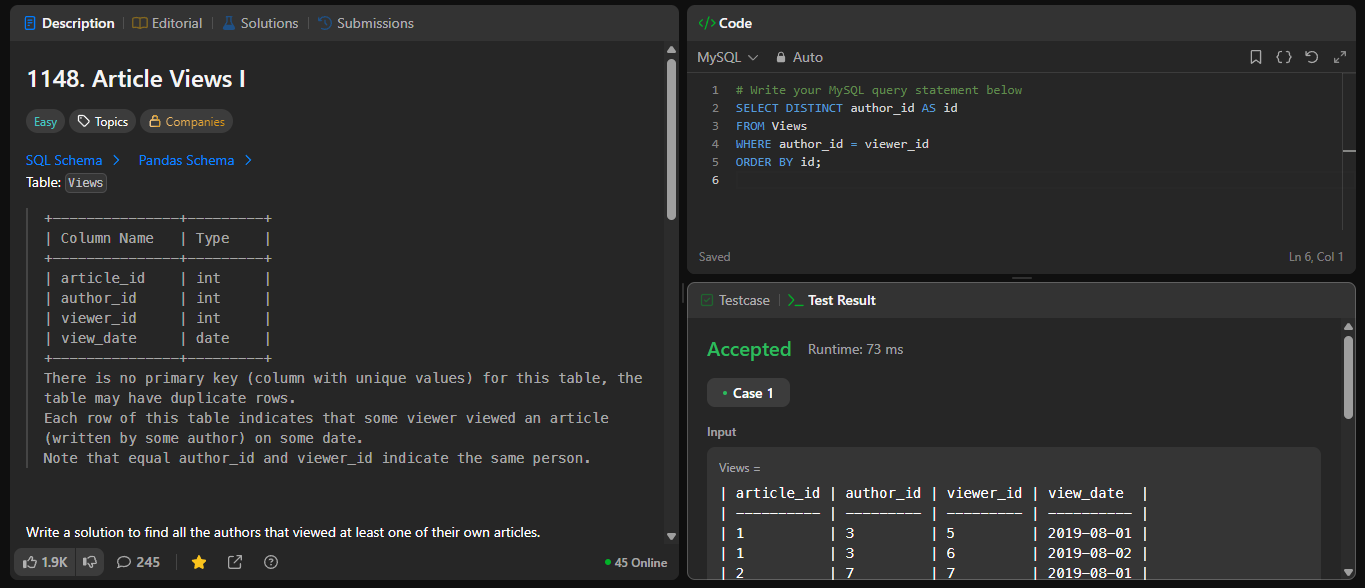 Description | Editorial | Solutions | Submissions
1148. Article Views I
Easy Topics Companies
SQL Schema > Pandas Schema >
Table: Views
+---------------+---------+
| Column Name   | Type    |
+---------------+---------+
| article_id    | int     |
| author_id     | int     |
| viewer_id     | int     |
| view_date     | date    |
+---------------+---------+
There is no primary key (column with unique values) for this table, the
table may have duplicate rows.
Each row of this table indicates that some viewer viewed an article
(written by some author) on some date.
Note that equal author_id and viewer_id indicate the same person.
Write a solution to find all the authors that viewed at least one of their own articles.
1.9K 245 45 Online
</> Code
MySQL Auto
1 # Write your MySQL query statement below
2 SELECT DISTINCT author_id AS id
3 FROM Views
4 WHERE author_id = viewer_id
5 ORDER BY id;
6
Saved Ln 6, Col 1
Testcase | >_ Test Result
Accepted Runtime: 73 ms
• Case 1
Input
Views =
| article_id | author_id | viewer_id | view_date  |
| ---------- | --------- | --------- | ---------- |
| 1          | 3         | 5         | 2019-08-01 |
| 1          | 3         | 6         | 2019-08-02 |
| 2          | 7         | 7         | 2019-08-01 |